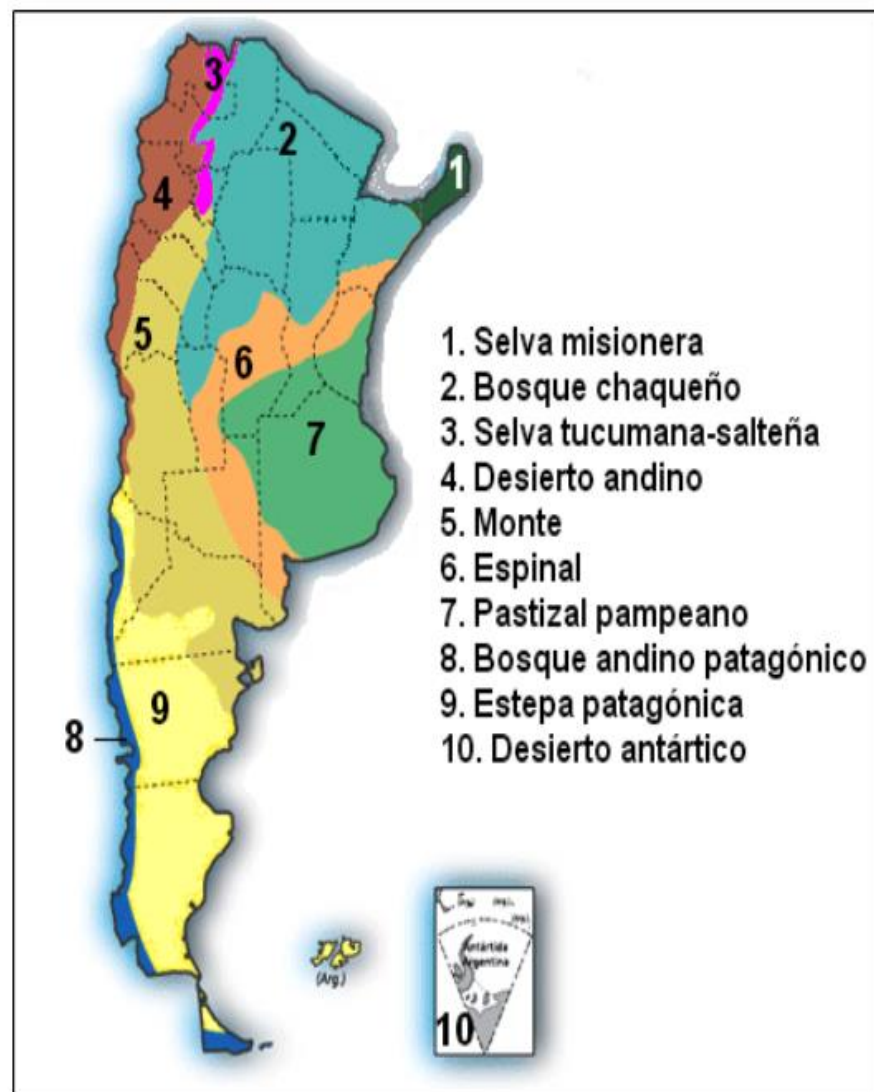 3
2
1
4
5
6
7
1. Selva misionera
2. Bosque chaqueño
3. Selva tucumana-salteña
4. Desierto andino
5. Monte
6. Espinal
7. Pastizal pampeano
8. Bosque andino patagónico
9. Estepa patagónica
10. Desierto antártico
9
8
(Arg.)
Antártida
Argentina
10